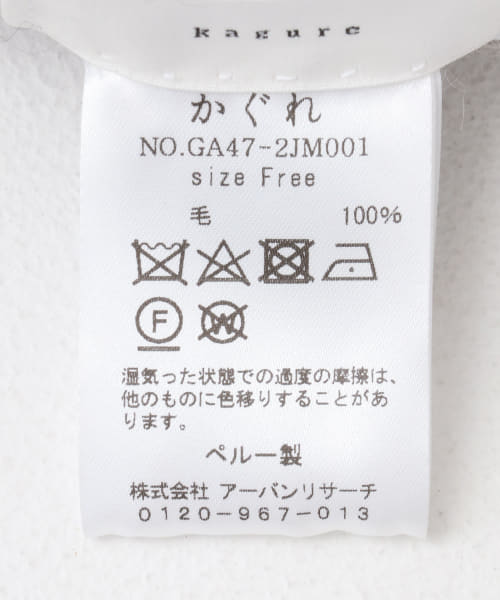 kagure
かぐれ
NO.GA47-2JM001
size Free
毛 100%
F W
湿気った状態での過度の摩擦は、
他のものに色移りすることがあ
ります。
ペルー製
株式会社 アーバンリサーチ
0120-967-013